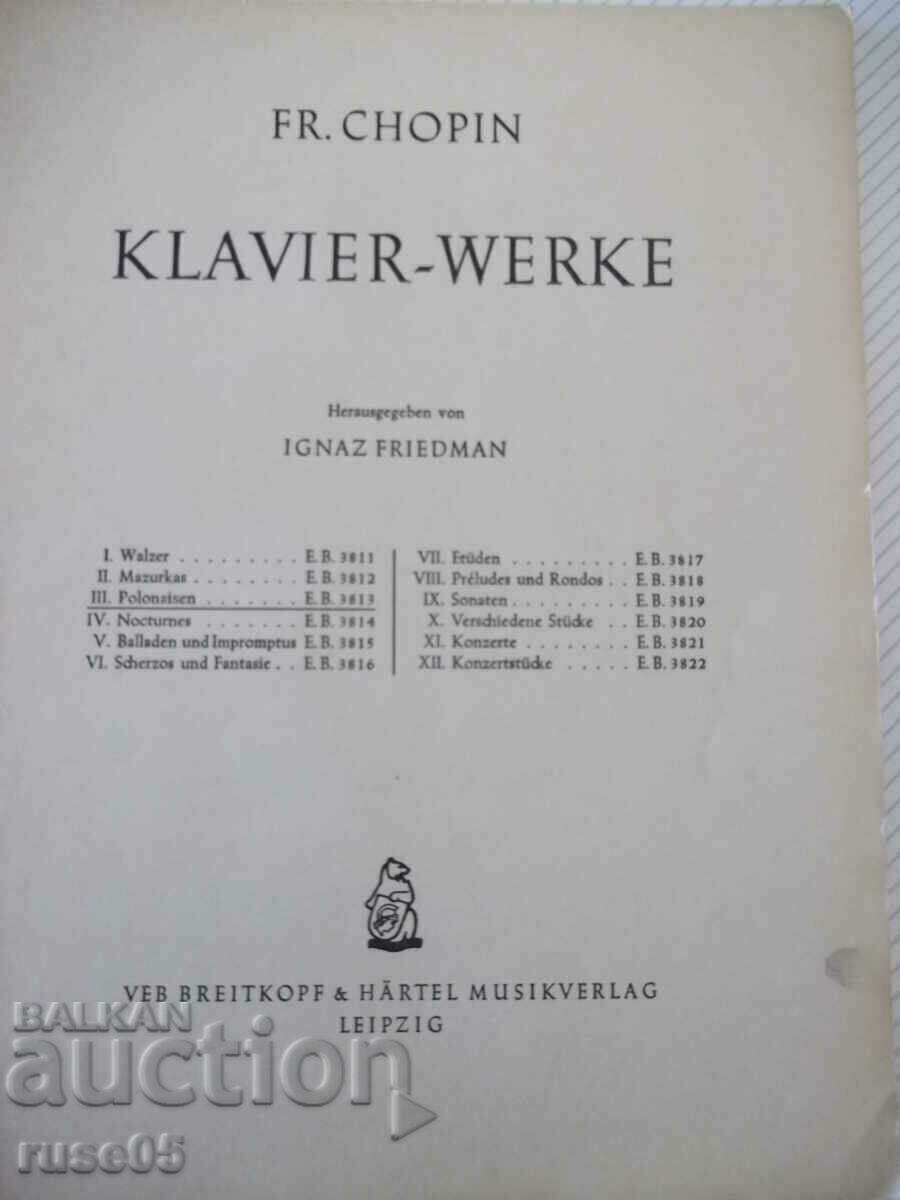 FR. CHOPIN
KLAVIER-WERKE
Herausgegeben von
IGNAZ FRIEDMAN
I. Walzer . . . . . . . . E. B. 3811
II. Mazurkas . . . . . . . E. B. 3812
III. Polonaisen . . . . . . E. B. 3813
IV. Nocturnes . . . . . . . E. B. 3814
V. Balladen und Impromptus E. B. 3815
VI. Scherzos und Fantasie . . E. B. 3816
VII. Etüden . . . . . . . . . E. B. 3817
VIII. Préludes und Rondos . . E. B. 3818
IX. Sonaten . . . . . . . . E. B. 3819
X. Verschiedene Stücke . . E. B. 3820
XI. Konzerte . . . . . . . . E. B. 3821
XII. Konzertstücke . . . . . E. B. 3822
VEB BREITKOPF & HÄRTEL MUSIKVERLAG
LEIPZIG
BALKAN
auction
ruse05